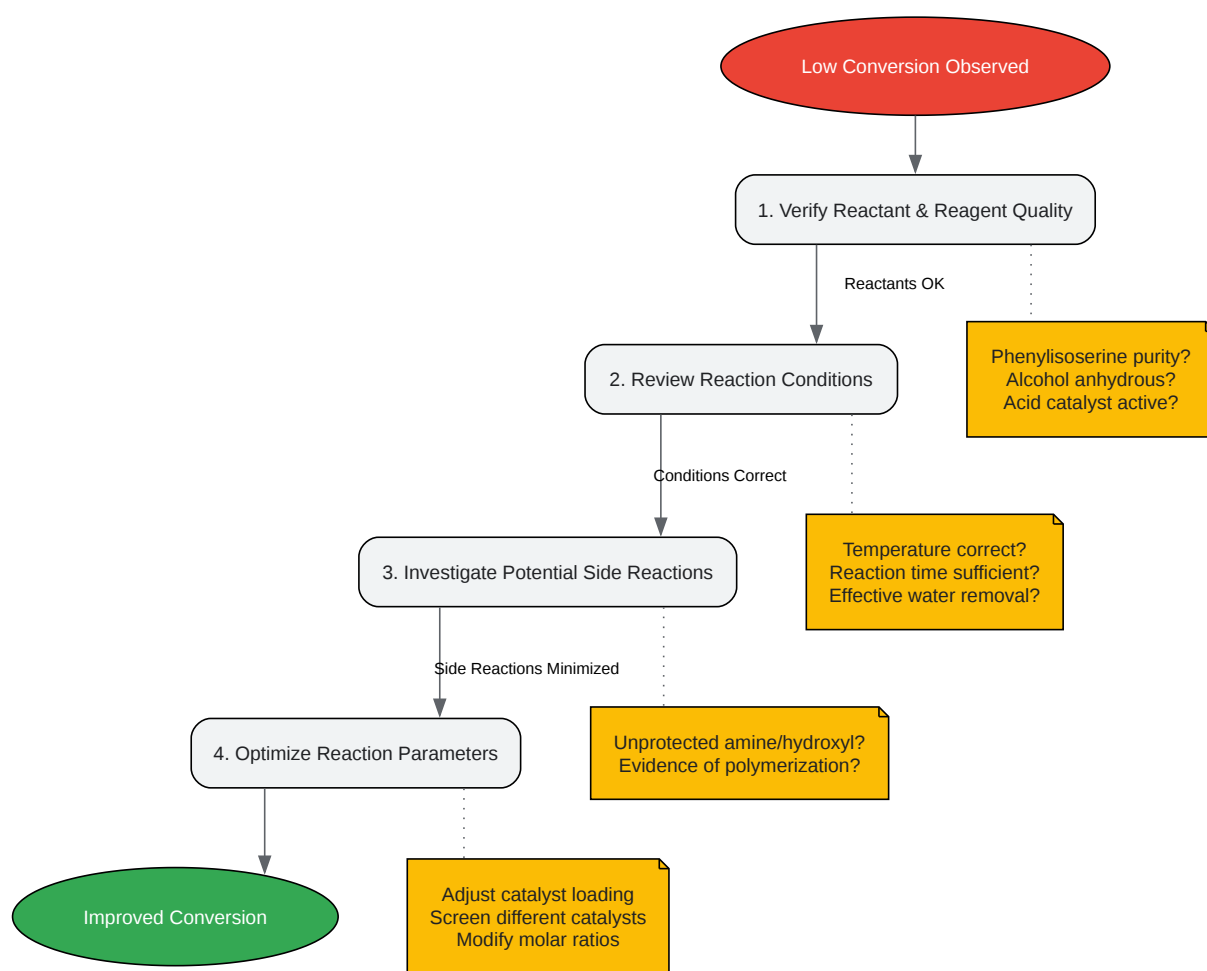 Low Conversion Observed
1. Verify Reactant & Reagent Quality
Reactants OK
Phenylisoserine purity?
Alcohol anhydrous?
Acid catalyst active?
2. Review Reaction Conditions
Conditions Correct
Temperature correct?
Reaction time sufficient?
Effective water removal?
3. Investigate Potential Side Reactions
Side Reactions Minimized
Unprotected amine/hydroxyl?
Evidence of polymerization?
4. Optimize Reaction Parameters
Adjust catalyst loading
Screen different catalysts
Modify molar ratios
Improved Conversion